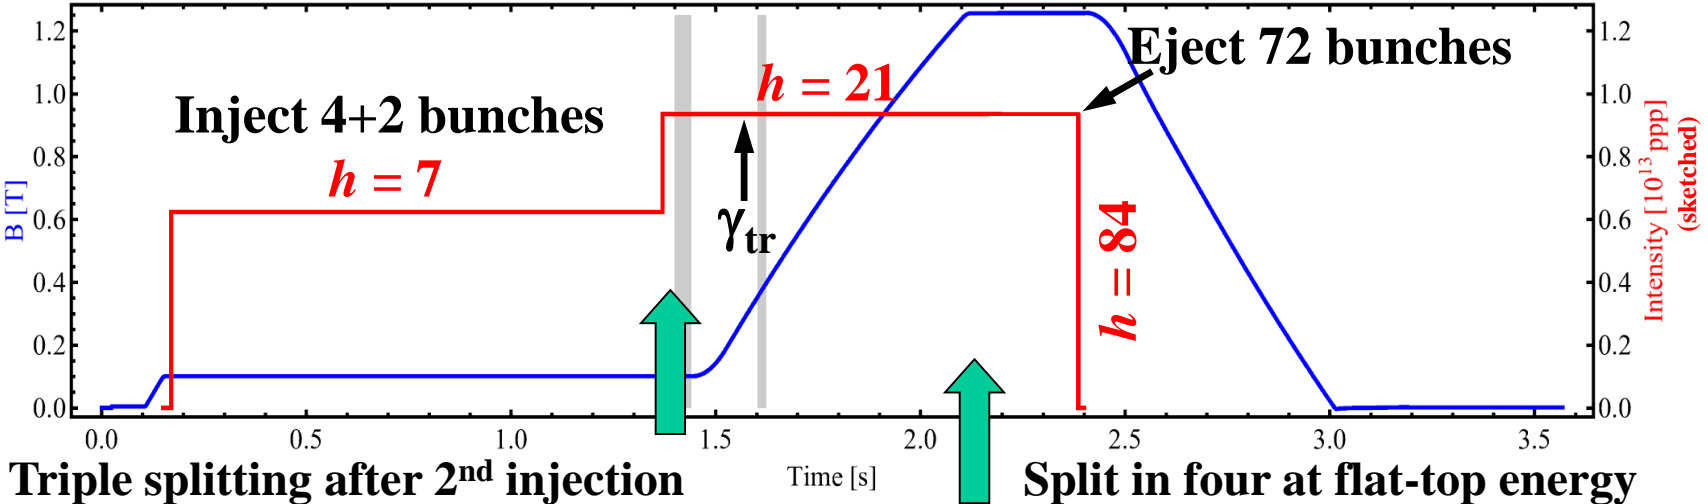 Eject 72 bunches
h = 21
Inject 4+2 bunches
h = 7
γtr
h = 84
B [T]
1.2
1.0
0.8
0.6
0.4
0.2
0.0
1.2
1.0
0.8
0.6
0.4
0.2
0.0
Intensity [10¹³ ppp]
(sketched)
0.0 0.5 1.0 1.5 2.0 2.5 3.0 3.5
Time [s]
Triple splitting after 2nd injection
Split in four at flat-top energy